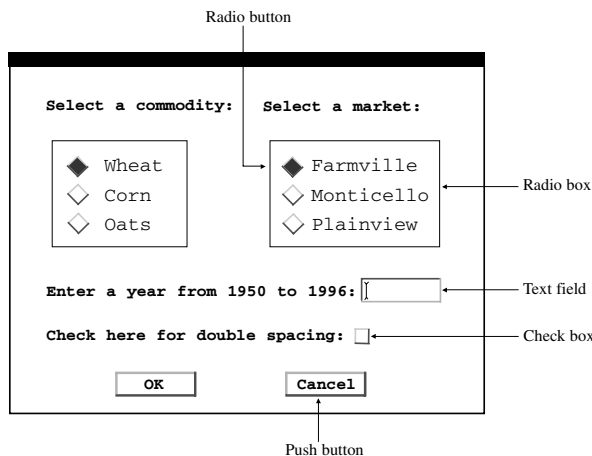 Radio button
Select a commodity: Select a market:
Wheat Farmville
Corn Monticello
Radio box
Oats Plainview
Enter a year from 1950 to 1996: Text field
Check here for double spacing: Check box
OK Cancel
Push button